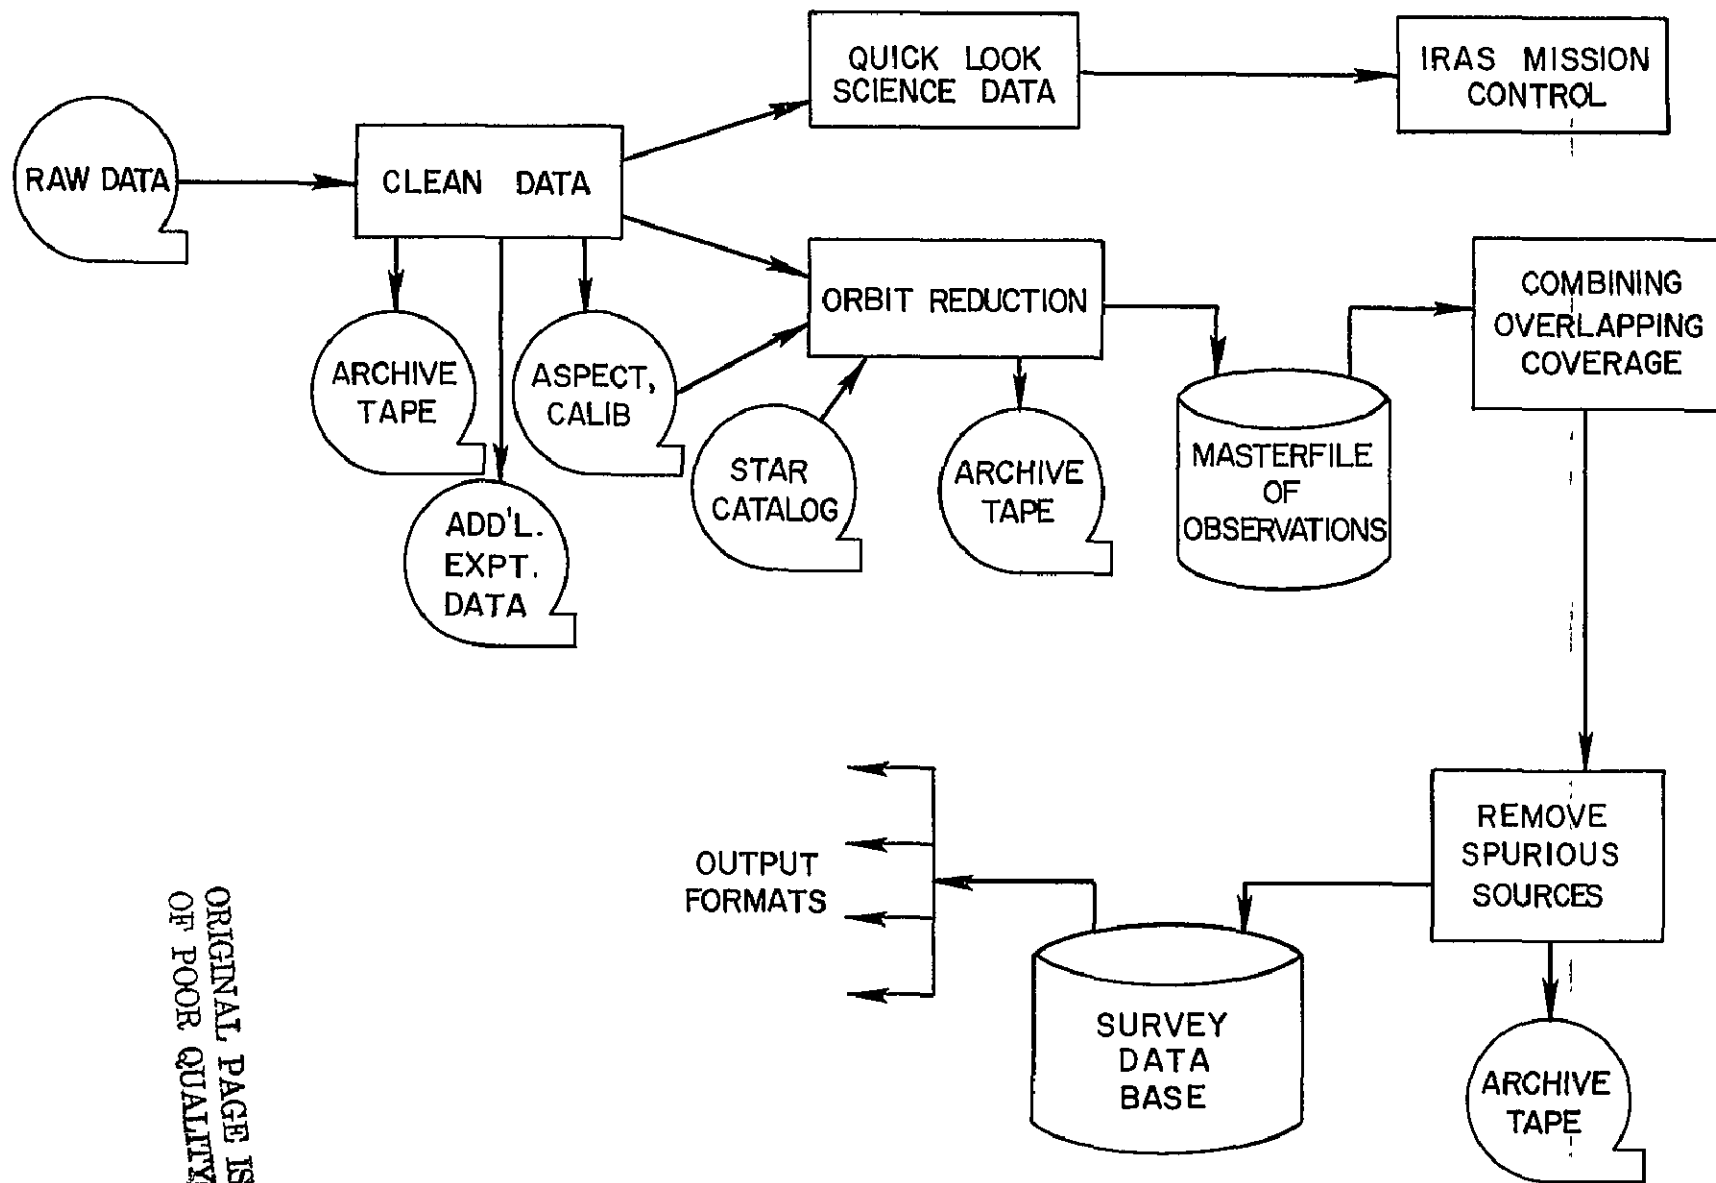 QUICK LOOK
SCIENCE DATA
IRAS MISSION
CONTROL
RAW DATA
CLEAN DATA
ORBIT REDUCTION
COMBINING
OVERLAPPING
COVERAGE
ARCHIVE
TAPE
ASPECT,
CALIB
STAR
CATALOG
ARCHIVE
TAPE
MASTERFILE
OF
OBSERVATIONS
ADD'L.
EXPT.
DATA
REMOVE
SPURIOUS
SOURCES
OUTPUT
FORMATS
SURVEY
DATA
BASE
ARCHIVE
TAPE
ORIGINAL PAGE IS
OF POOR QUALITY